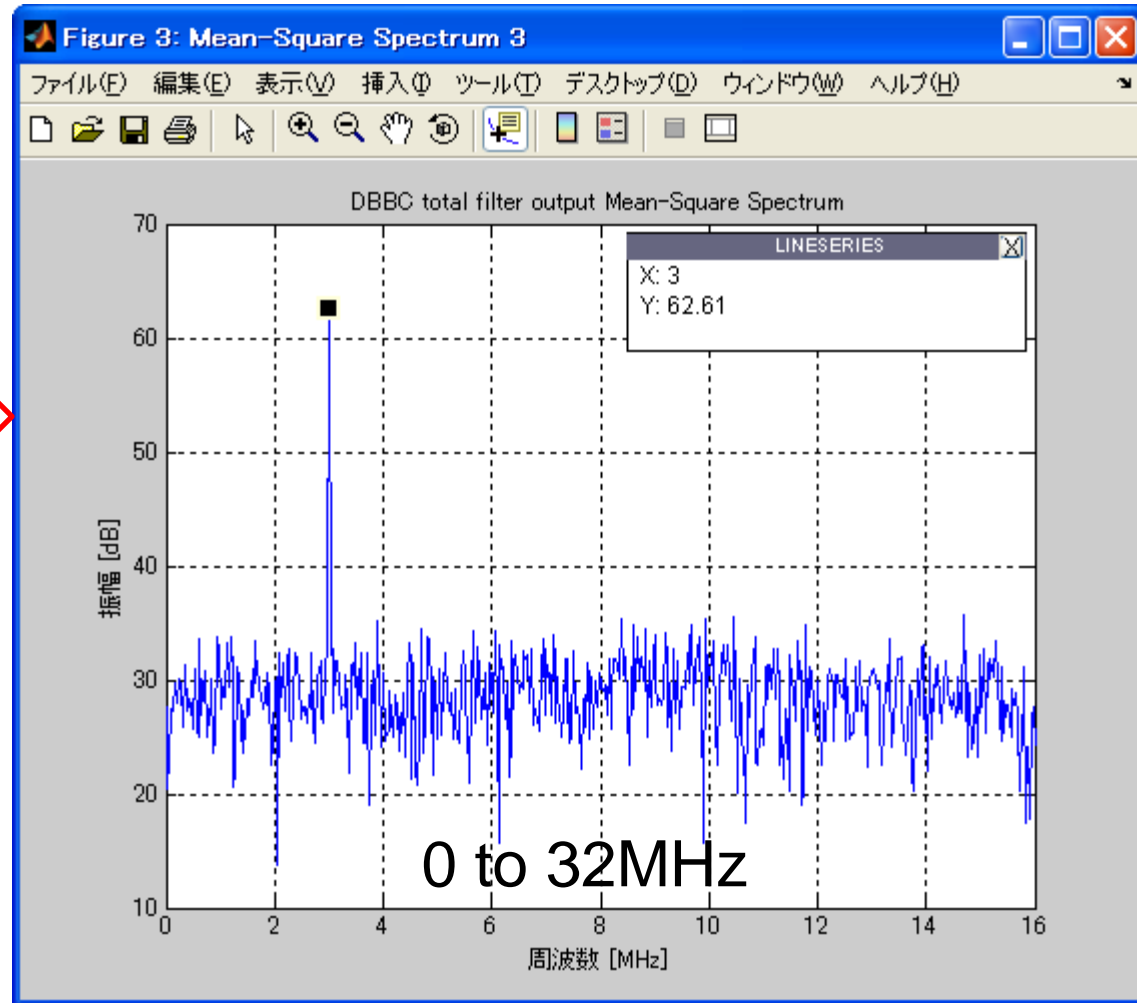 Figure 3: Mean-Square Spectrum 3
ファイル(F) 編集(E) 表示(V) 挿入(I) ツール(T) デスクトップ(D) ウィンドウ(W) ヘルプ(H)
DBBC total filter output Mean-Square Spectrum
LINESERIES X
X: 3
Y: 62.61
振幅 [dB]
70
60
50
40
30
20
10
0 to 32MHz
0 2 4 6 8 10 12 14 16
周波数 [MHz]